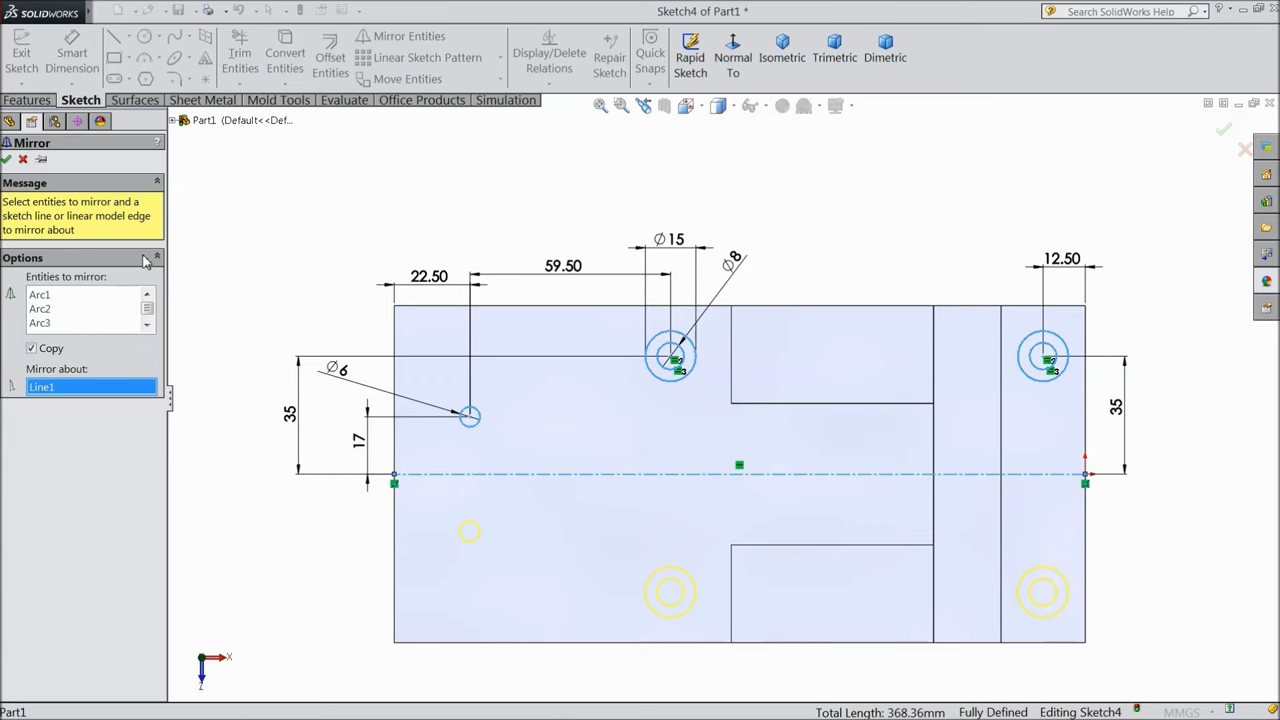 SOLIDWORKS
Sketch4 of Part1 *
Search SolidWorks Help
Exit Sketch
Smart Dimension
Trim Entities
Convert Entities
Offset Entities
Mirror Entities
Linear Sketch Pattern
Move Entities
Display/Delete Relations
Repair Sketch
Quick Snaps
Rapid Sketch
Normal To
Isometric
Trimetric
Dimetric
Features Sketch Surfaces Sheet Metal Mold Tools Evaluate Office Products Simulation
Part1 (Default<<Def...
Mirror
?
Message
Select entities to mirror and a
sketch line or linear model edge
to mirror about
Options
Entities to mirror:
Arc1
Arc2
Arc3
Copy
Mirror about:
Line1
∅15
∅8
59.50
22.50
12.50
∅6
35
17
35
X
Z
Part1
Total Length: 368.36mm Fully Defined Editing Sketch4 MMGS